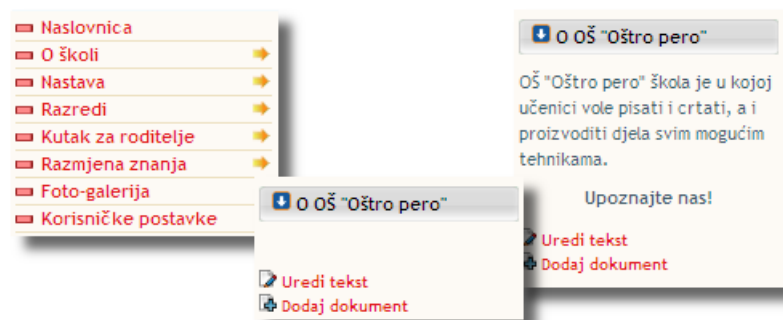 Naslovnica
O školi
Nastava
Razredi
Kutak za roditelje
Razmjena znanja
Foto-galerija
Korisničke postavke
O OŠ "Oštro pero"
Uredi tekst
Dodaj dokument
O OŠ "Oštro pero"
OŠ "Oštro pero" škola je u kojoj
učenici vole pisati i crtati, a i
proizvoditi djela svim mogućim
tehnikama.
Upoznajte nas!
Uredi tekst
Dodaj dokument